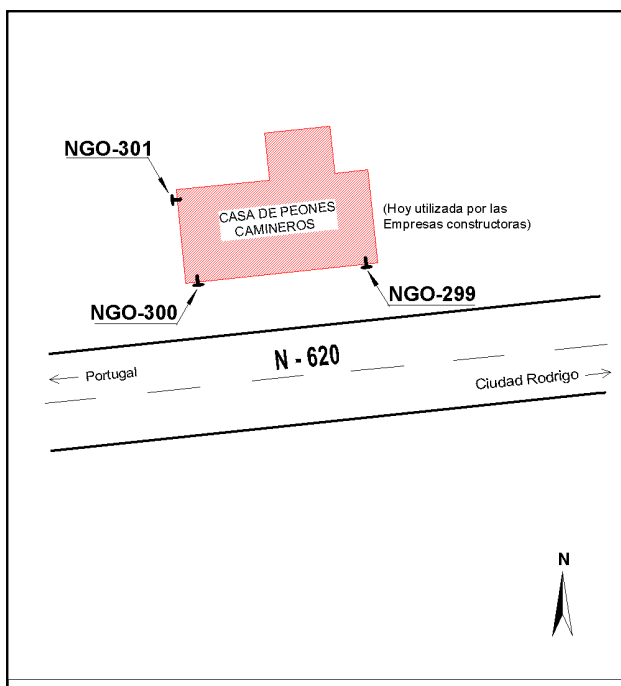 NGO-301
CASA DE PEONES
CAMINEROS
(Hoy utilizada por las
Empresas constructoras)
NGO-299
NGO-300
N - 620
Portugal
Ciudad Rodrigo
N